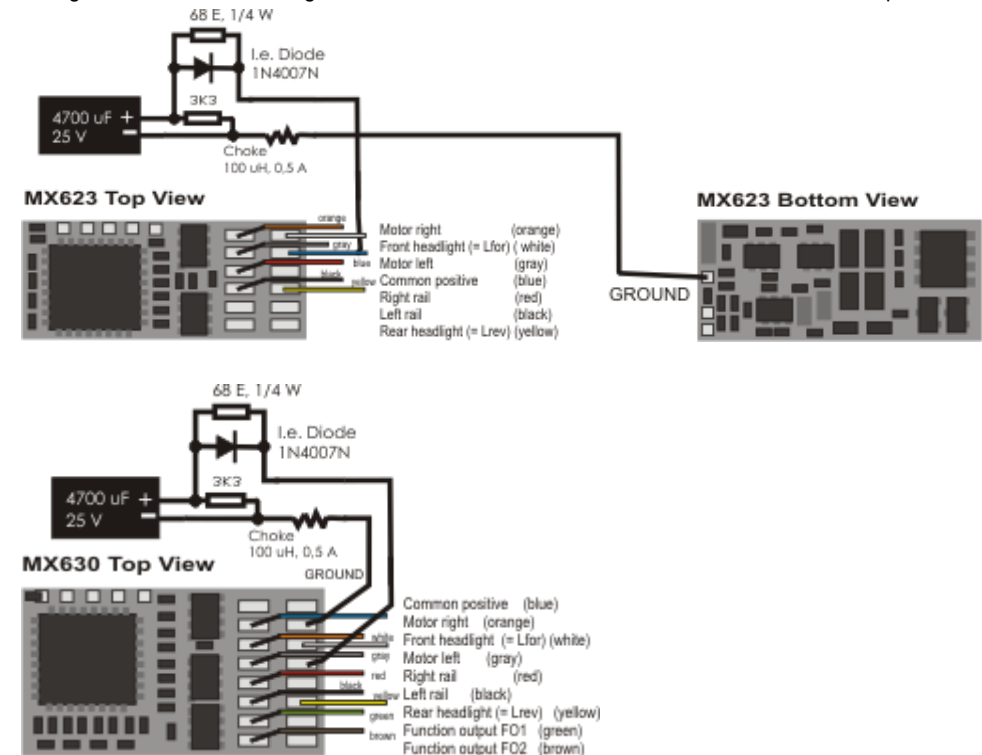 68 E, 1/4 W
I.e. Diode
1N4007N
3K3
4700 uF +
25 V –
Choke
100 uH, 0,5 A
MX623 Top View
MX623 Bottom View
orange
gray
blue
black
yellow
Motor right (orange)
Front headlight (= Lfor) ( white)
Motor left (gray)
Common positive (blue)
Right rail (red)
Left rail (black)
Rear headlight (= Lrev) (yellow)
GROUND
68 E, 1/4 W
I.e. Diode
1N4007N
3K3
4700 uF +
25 V –
Choke
100 uH, 0,5 A
GROUND
MX630 Top View
white
gray
red
black
yellow
green
brown
Common positive (blue)
Motor right (orange)
Front headlight (= Lfor) (white)
Motor left (gray)
Right rail (red)
Left rail (black)
Rear headlight (= Lrev) (yellow)
Function output FO1 (green)
Function output FO2 (brown)